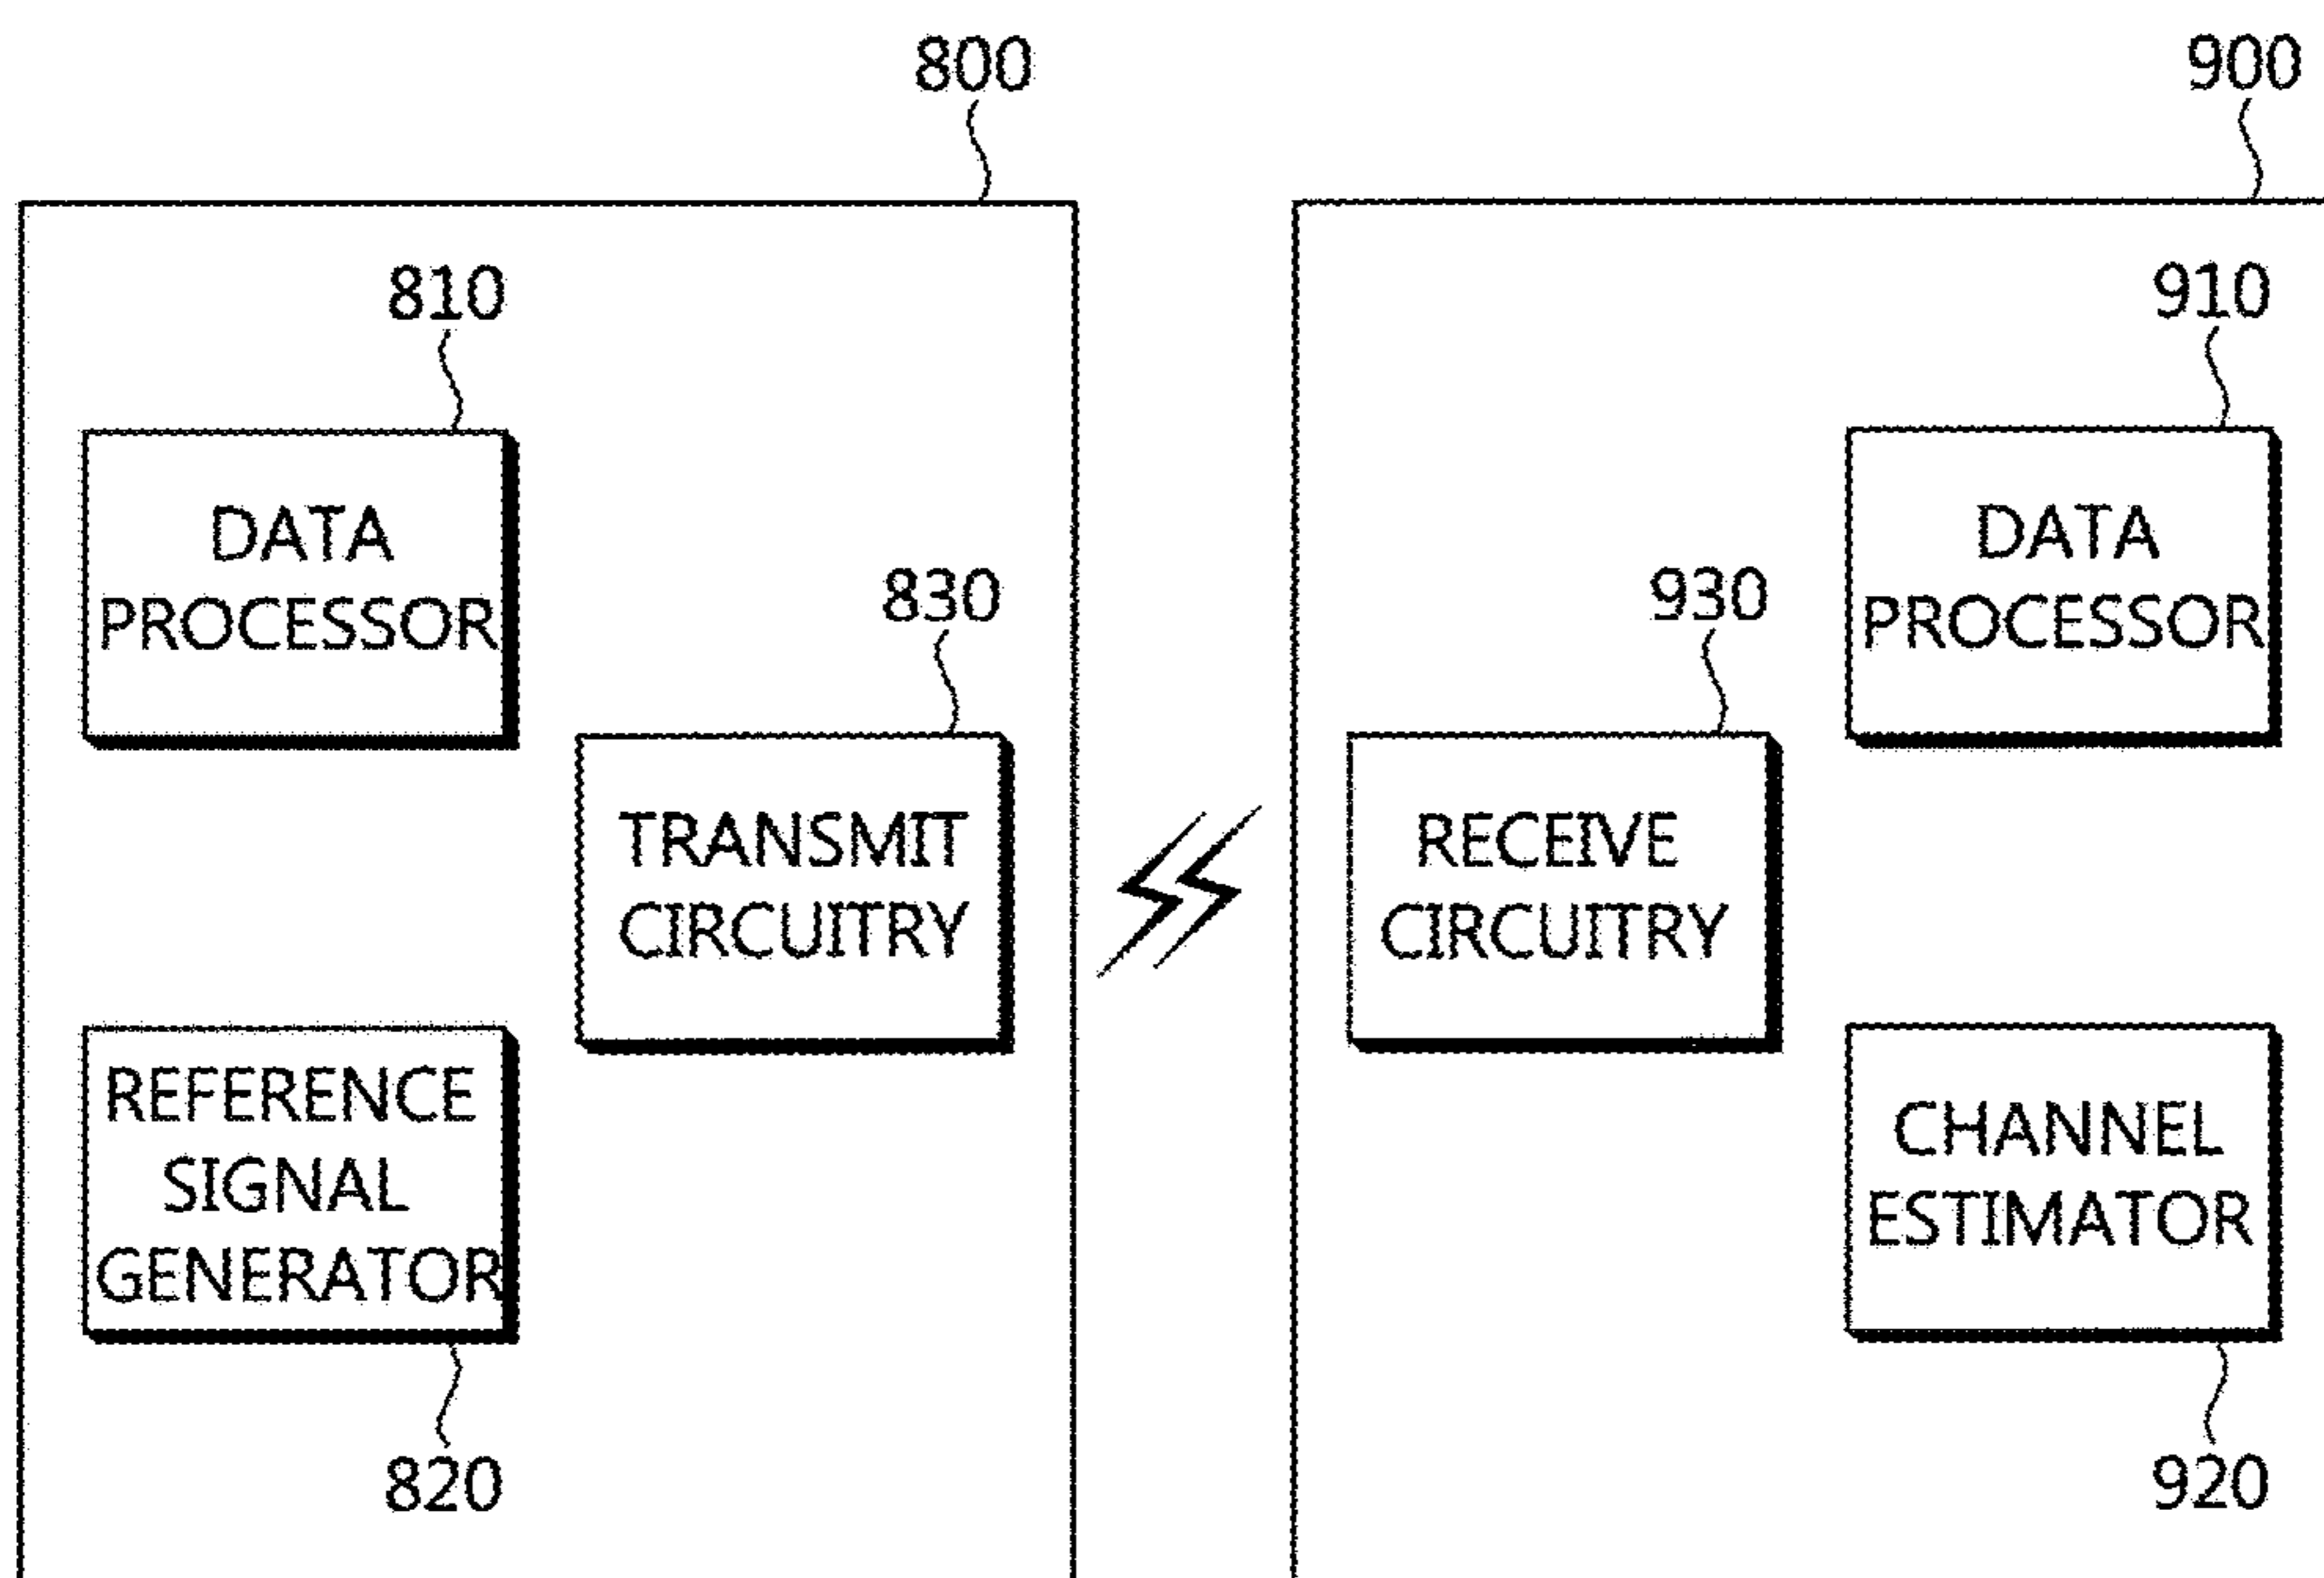 800
900
810
910
DATA
PROCESSOR
DATA
PROCESSOR
830
930
TRANSMIT
CIRCUITRY
RECEIVE
CIRCUITRY
REFERENCE
SIGNAL
GENERATOR
CHANNEL
ESTIMATOR
820
920